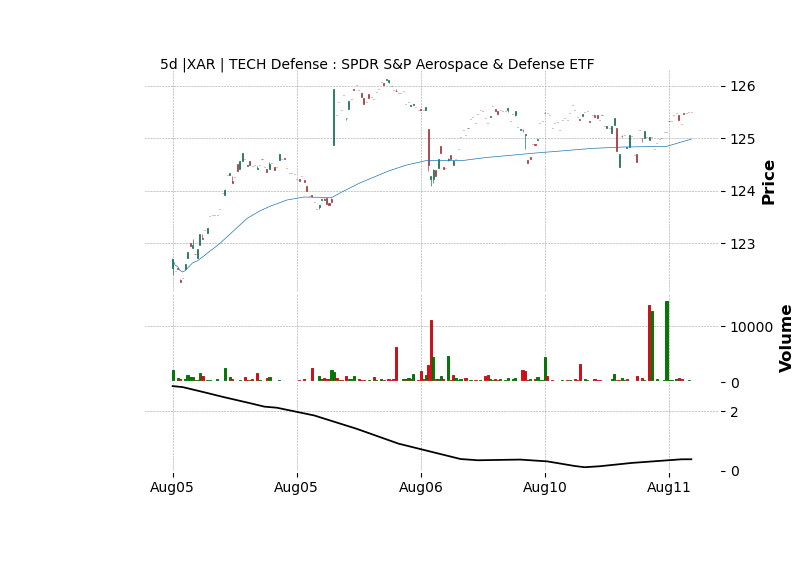 5d |XAR | TECH Defense : SPDR S&P Aerospace & Defense ETF
126
125
124
123
Price
10000
0
Volume
2
0
Aug05
Aug05
Aug06
Aug10
Aug11